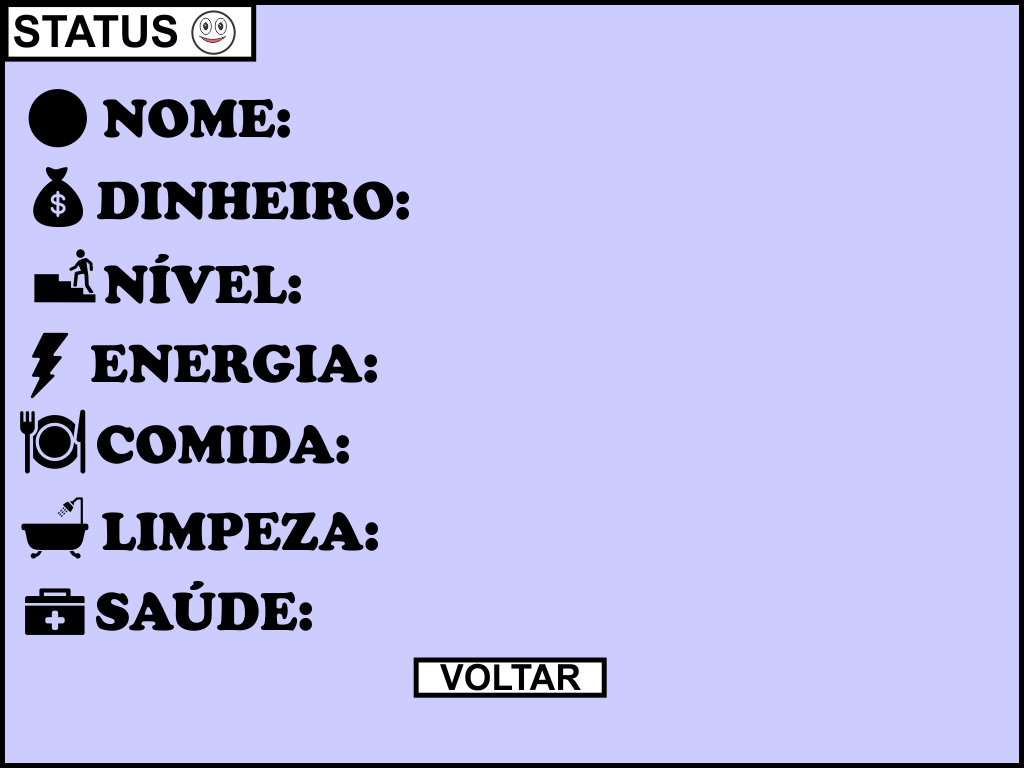 STATUS
NOME:
$ DINHEIRO:
NÍVEL:
ENERGIA:
COMIDA:
LIMPEZA:
SAÚDE:
VOLTAR